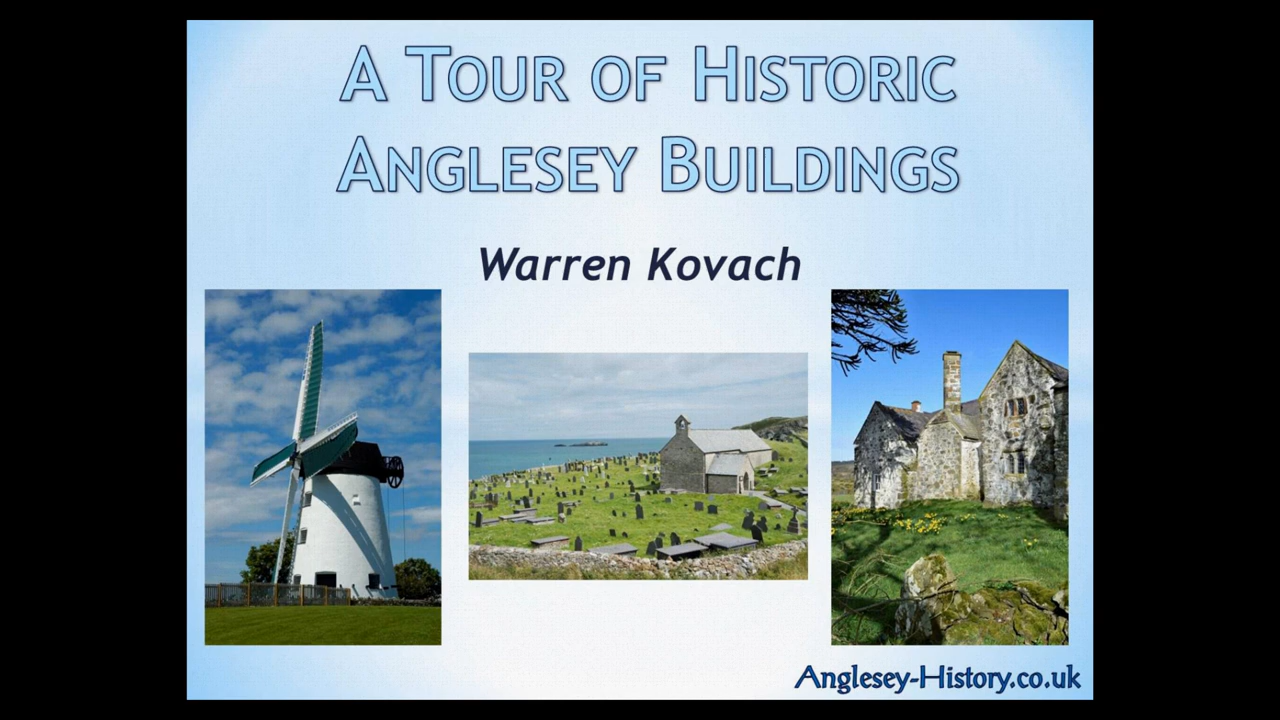 A Tour of Historic
Anglesey Buildings
Warren Kovach
Anglesey-History.co.uk